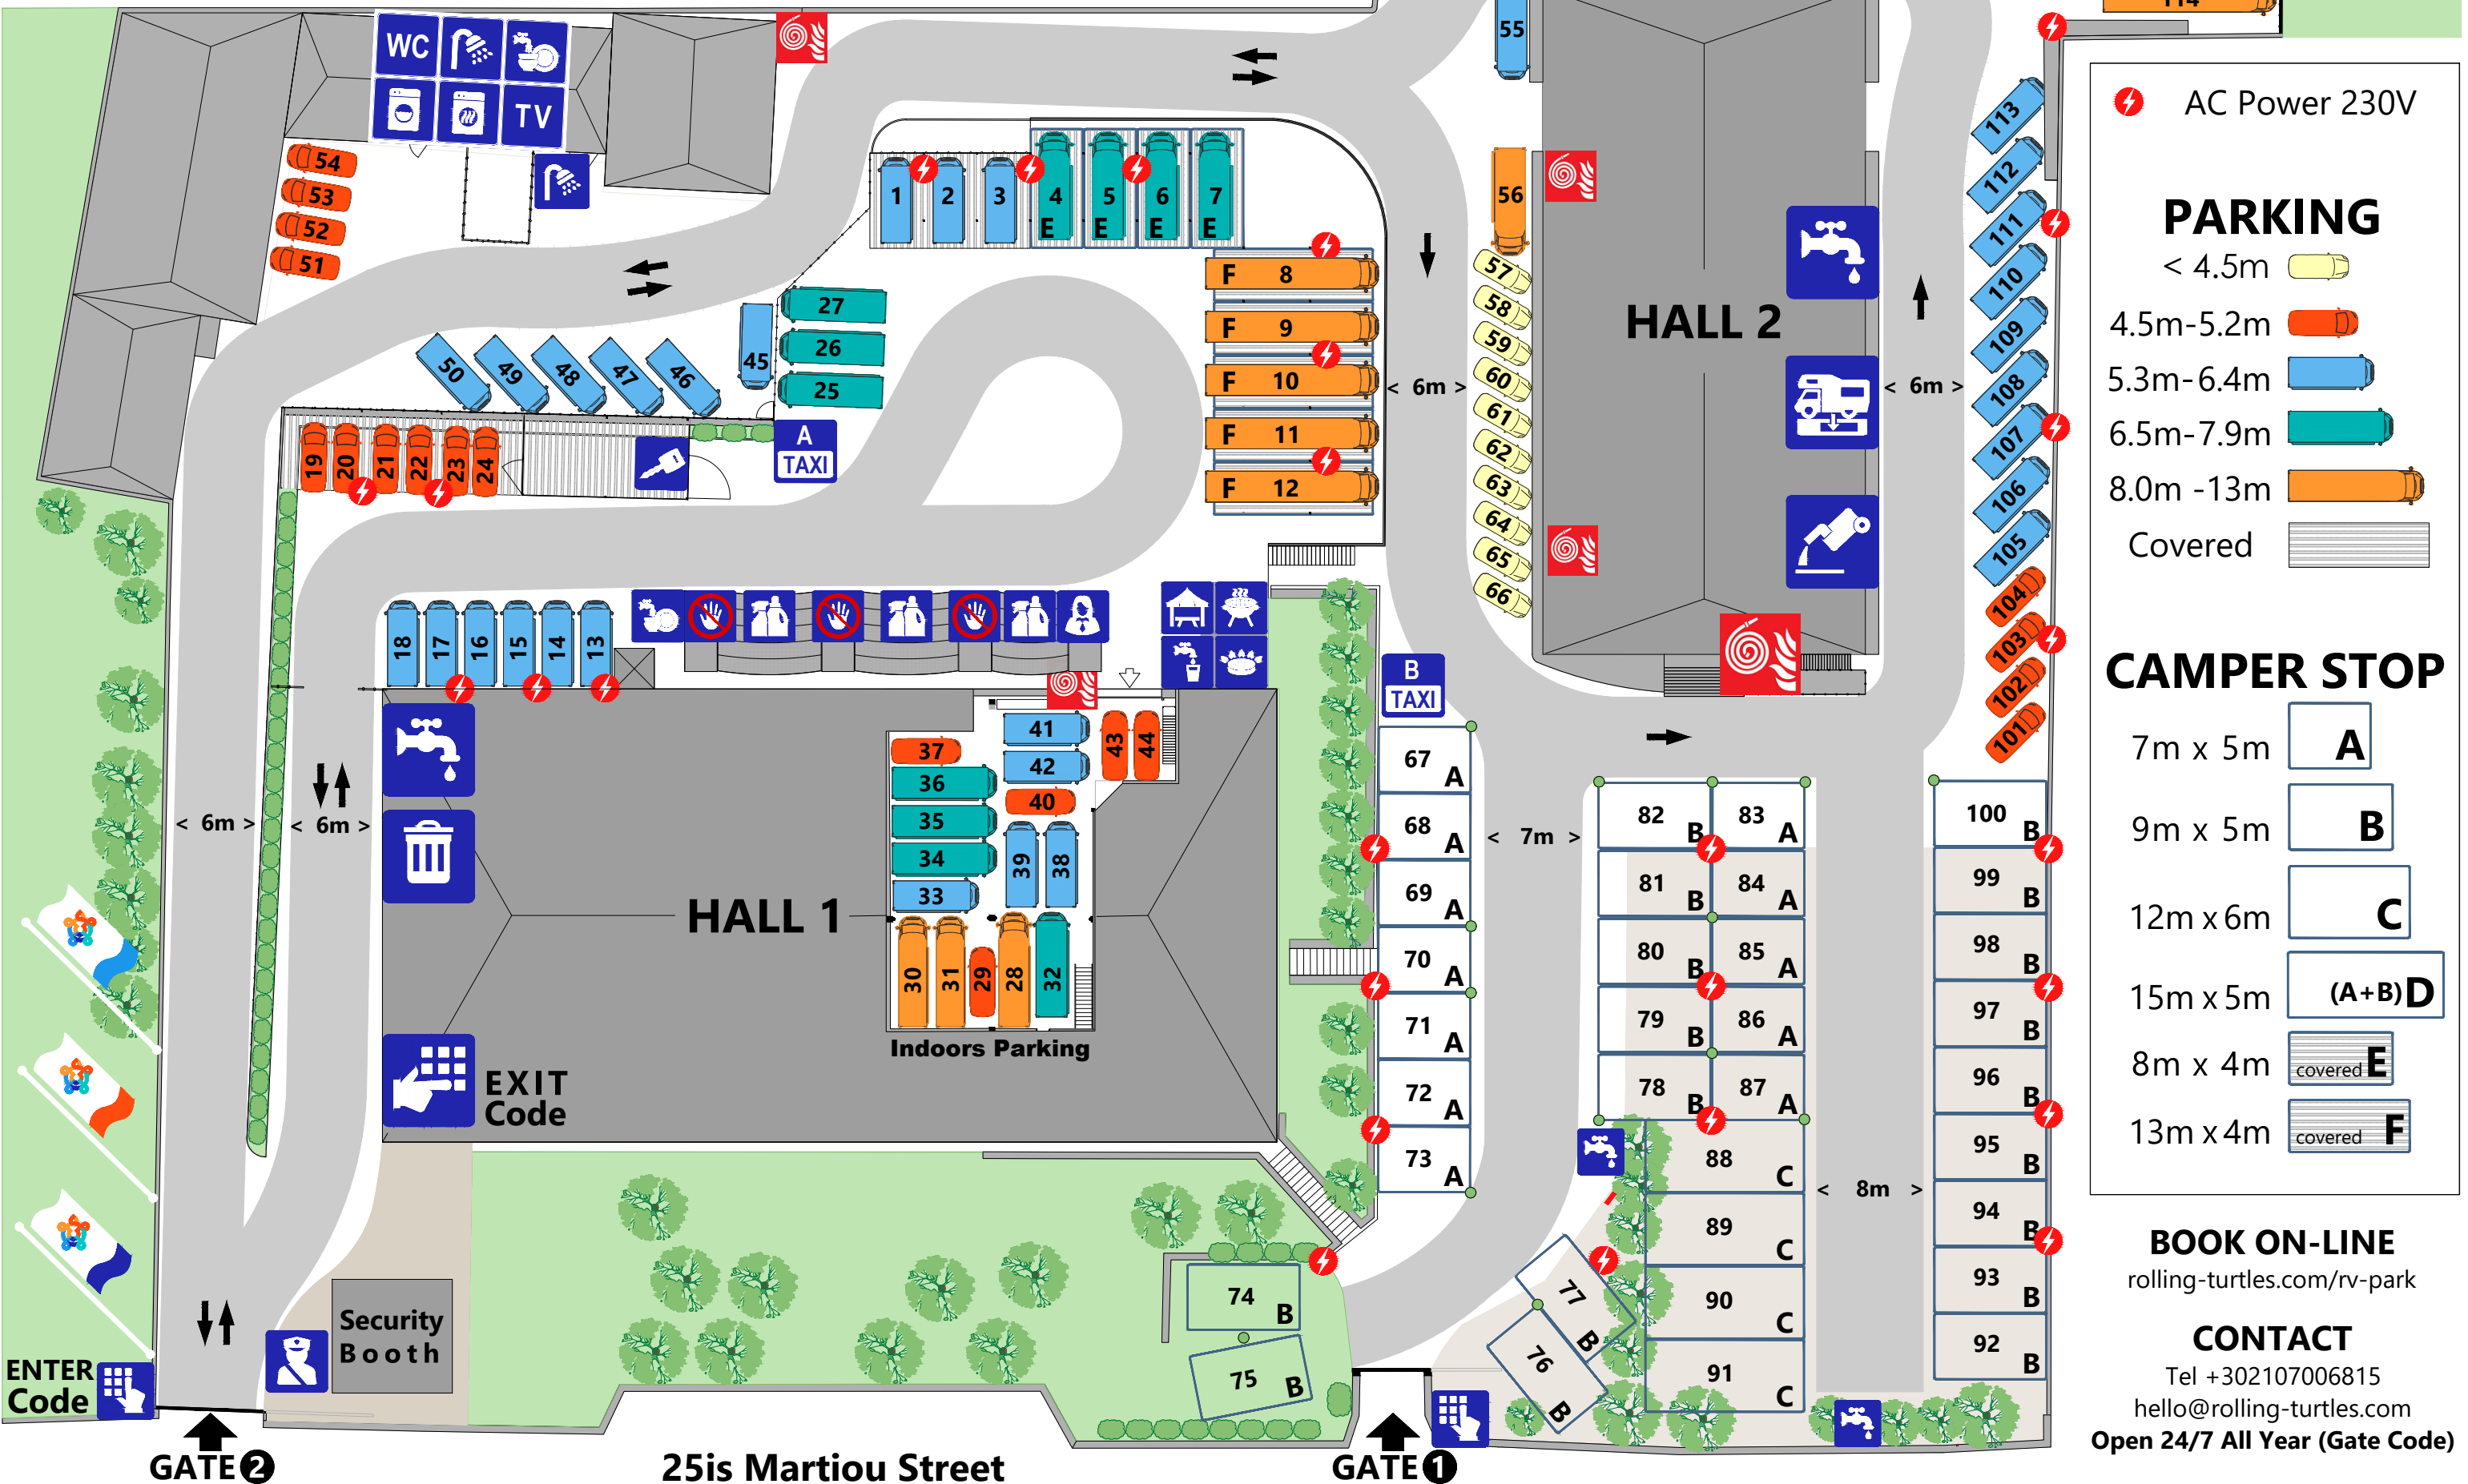 114
55
WC
TV
54
53
52
51
1
2
3
4
E
5
E
6
E
7
E
F 8
F 9
F 10
F 11
F 12
27
26
25
45
50
49
48
47
46
19
20
21
22
23
24
A
TAXI
18
17
16
15
14
13
56
57
58
59
60
61
62
63
64
65
66
< 6m >
HALL 2
< 6m >
113
112
111
110
109
108
107
106
105
104
103
102
101
B
TAXI
< 6m >
< 6m >
HALL 1
41
42
43
44
37
36
35
34
33
40
39
38
30
31
29
28
32
Indoors Parking
EXIT
Code
67 A
68 A
69 A
70 A
71 A
72 A
73 A
< 7m >
82 B
83 A
81 B
84 A
80 B
85 A
79 B
86 A
78 B
87 A
88 C
89 C
90 C
91 C
< 8m >
100 B
99 B
98 B
97 B
96 B
95 B
94 B
93 B
92 B
74 B
75 B
77 B
76 B
Security
Booth
ENTER
Code
GATE 2
25is Martiou Street
GATE 1
AC Power 230V
PARKING
< 4.5m
4.5m-5.2m
5.3m-6.4m
6.5m-7.9m
8.0m -13m
Covered
CAMPER STOP
7m x 5m A
9m x 5m B
12m x 6m C
15m x 5m (A+B) D
8m x 4m covered E
13m x 4m covered F
BOOK ON-LINE
rolling-turtles.com/rv-park
CONTACT
Tel +302107006815
hello@rolling-turtles.com
Open 24/7 All Year (Gate Code)